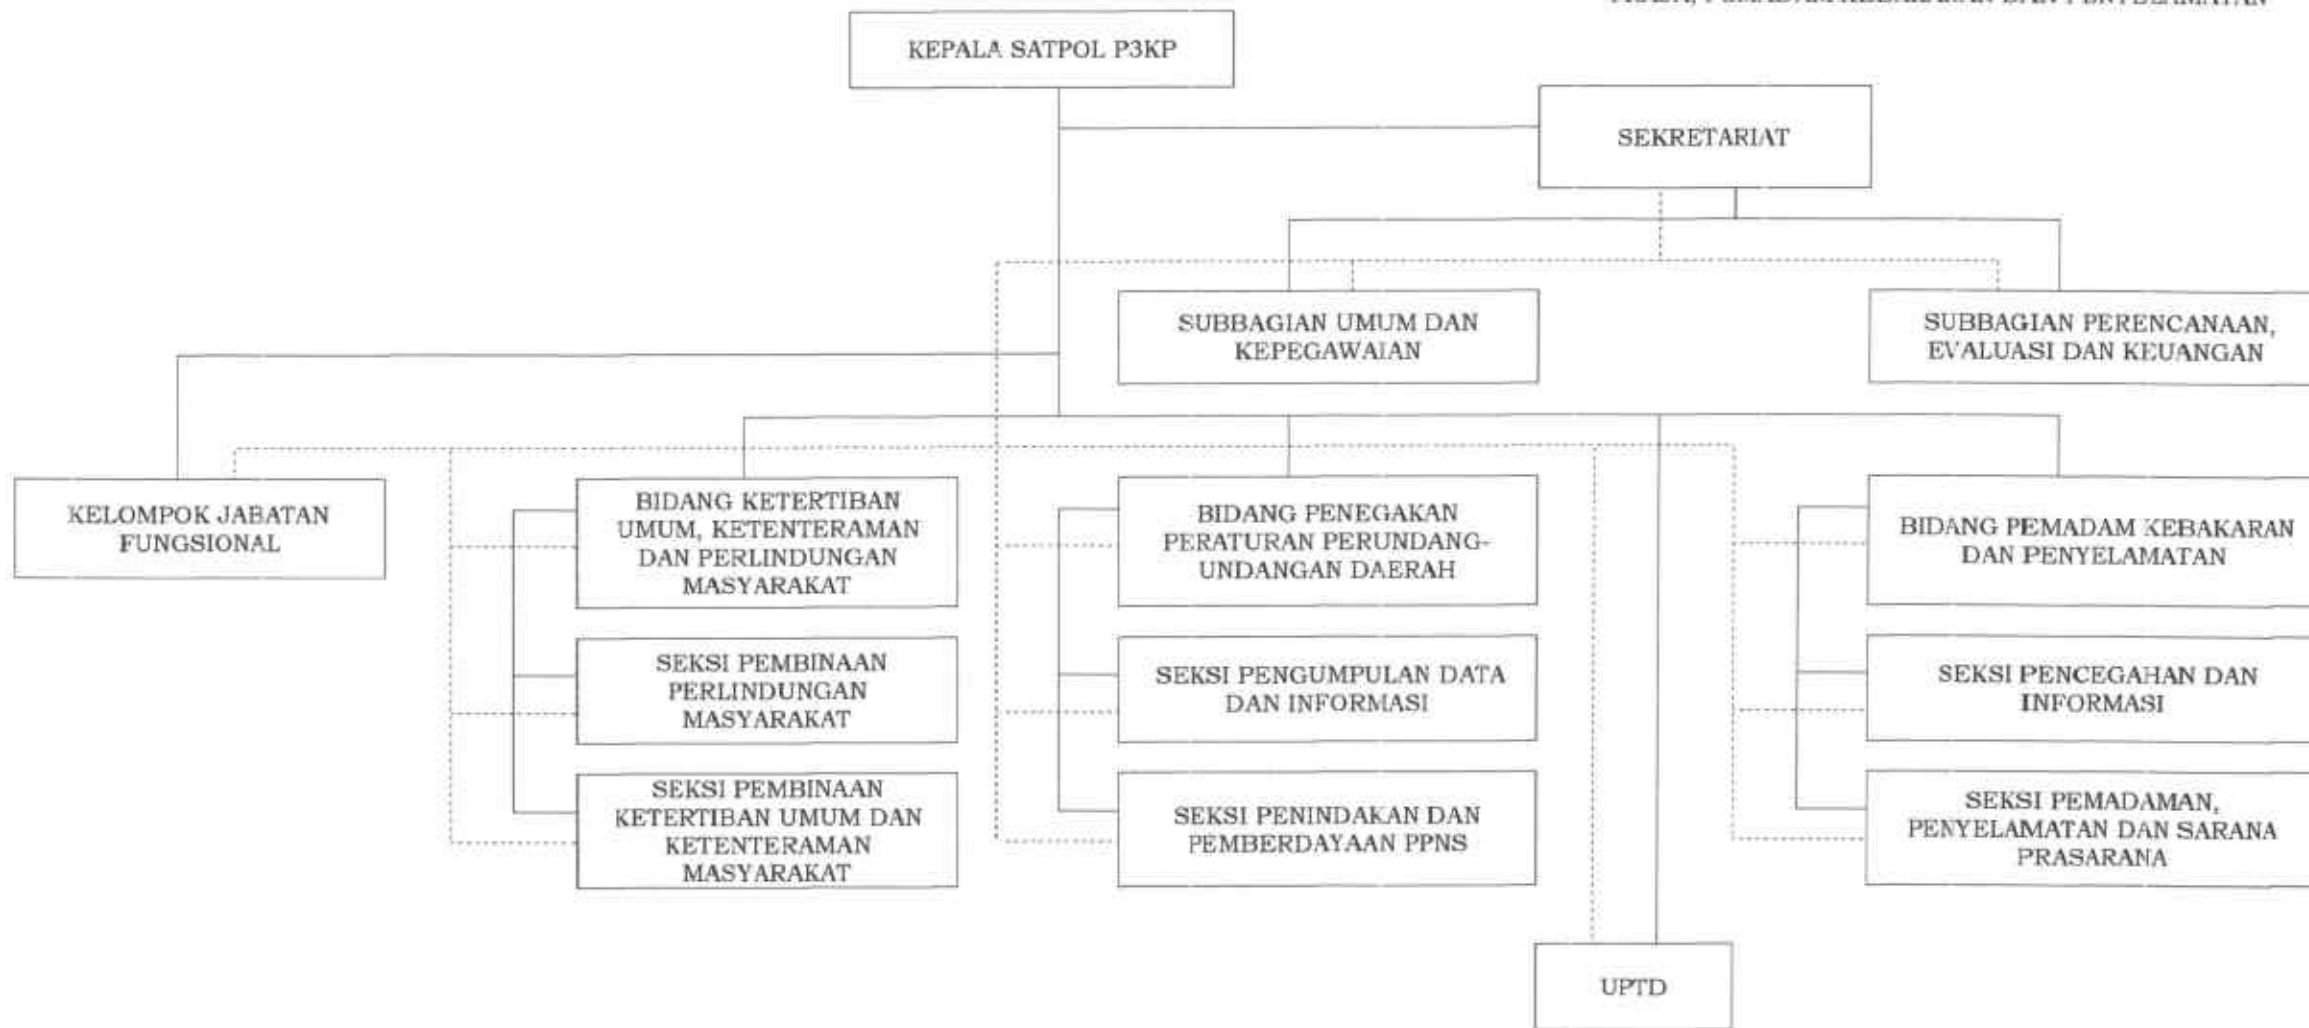 KEPALA SATPOL P3KP
SEKRETARIAT
SUBBAGIAN UMUM DAN
KEPEGAWAIAN
SUBBAGIAN PERENCANAAN,
EVALUASI DAN KEUANGAN
KELOMPOK JABATAN
FUNGSIONAL
BIDANG KETERTIBAN
UMUM, KETENTERAMAN
DAN PERLINDUNGAN
MASYARAKAT
BIDANG PENEGAKAN
PERATURAN PERUNDANG-
UNDANGAN DAERAH
BIDANG PEMADAM KEBAKARAN
DAN PENYELAMATAN
SEKSI PEMBINAAN
PERLINDUNGAN
MASYARAKAT
SEKSI PENGUMPULAN DATA
DAN INFORMASI
SEKSI PENCEGAHAN DAN
INFORMASI
SEKSI PEMBINAAN
KETERTIBAN UMUM DAN
KETENTERAMAN
MASYARAKAT
SEKSI PENINDAKAN DAN
PEMBERDAYAAN PPNS
SEKSI PEMADAMAN,
PENYELAMATAN DAN SARANA
PRASARANA
UPTD